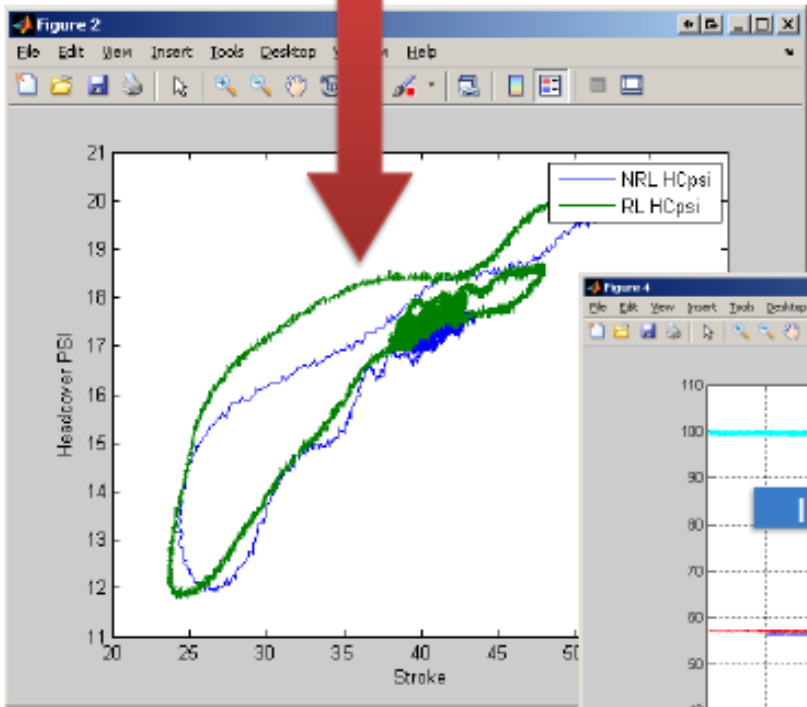 Figure 2
File Edit View Insert Tools Desktop Help
21
20
19
18
17
16
15
14
13
12
11
Headcover PSI
20 25 30 35 40 45 50
Stroke
NRL HCpsi
RL HCpsi
Figure 4
File Edit View Insert Tools Desktop
110
100
90
80
70
60
50